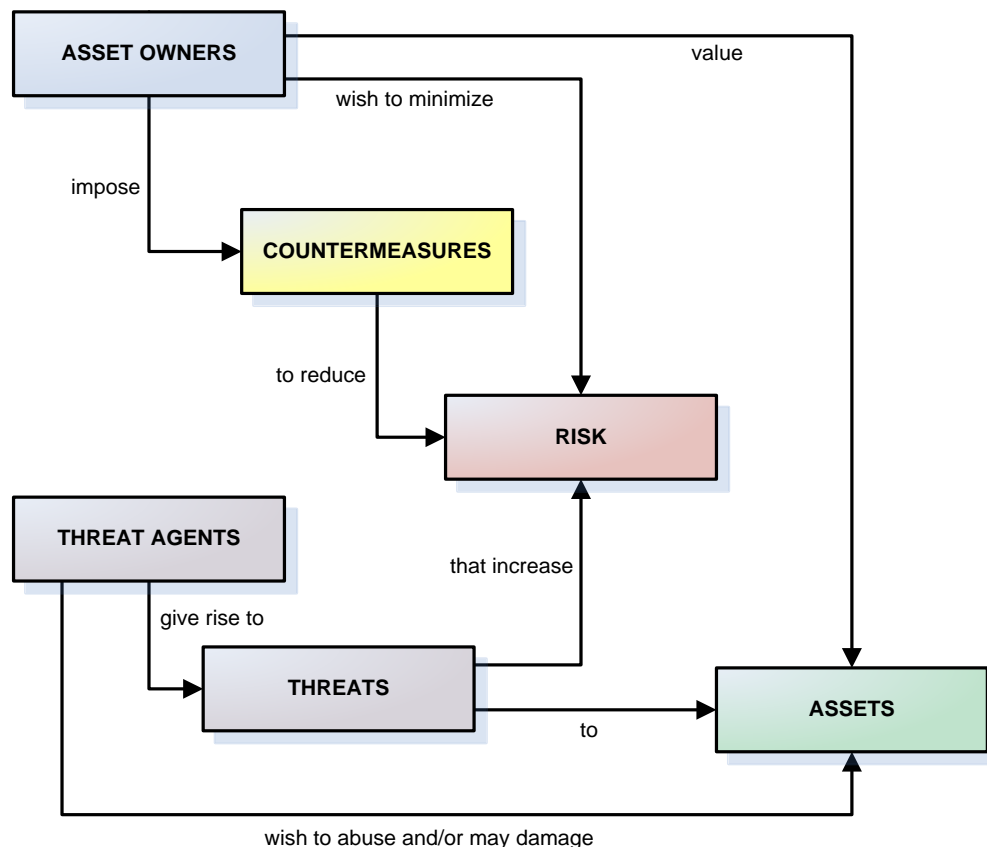 ASSET OWNERS
value
wish to minimize
impose
COUNTERMEASURES
to reduce
RISK
THREAT AGENTS
that increase
give rise to
THREATS
ASSETS
to
wish to abuse and/or may damage